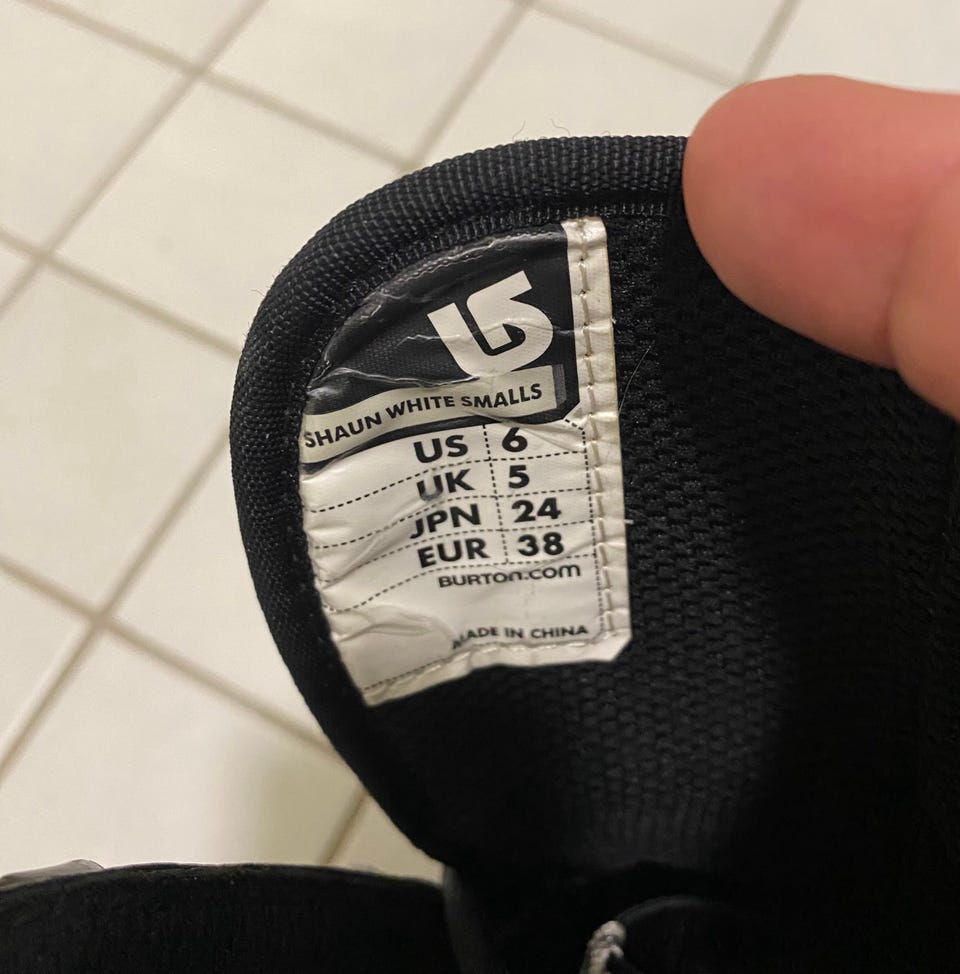 SHAUN WHITE SMALLS
US 6
UK 5
JPN 24
EUR 38
BURTON.COM
MADE IN CHINA